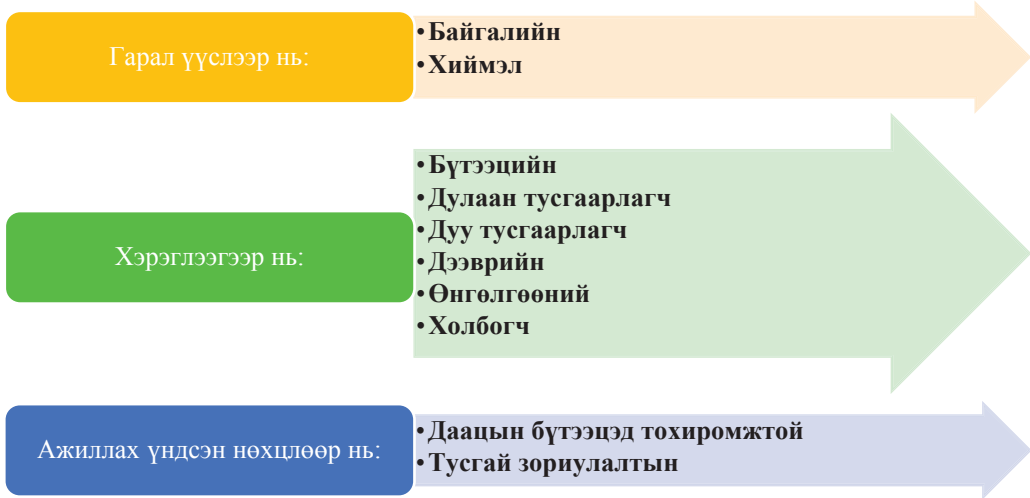 Гарал үүслээр нь:
•Байгалийн
•Хиймэл
Хэрэглээгээр нь:
•Бүтээцийн
•Дулаан тусгаарлагч
•Дуу тусгаарлагч
•Дээврийн
•Өнгөлгөөний
•Холбогч
Ажиллах үндсэн нөхцлөөр нь:
•Даацын бүтээцэд тохиромжтой
•Тусгай зориулалтын